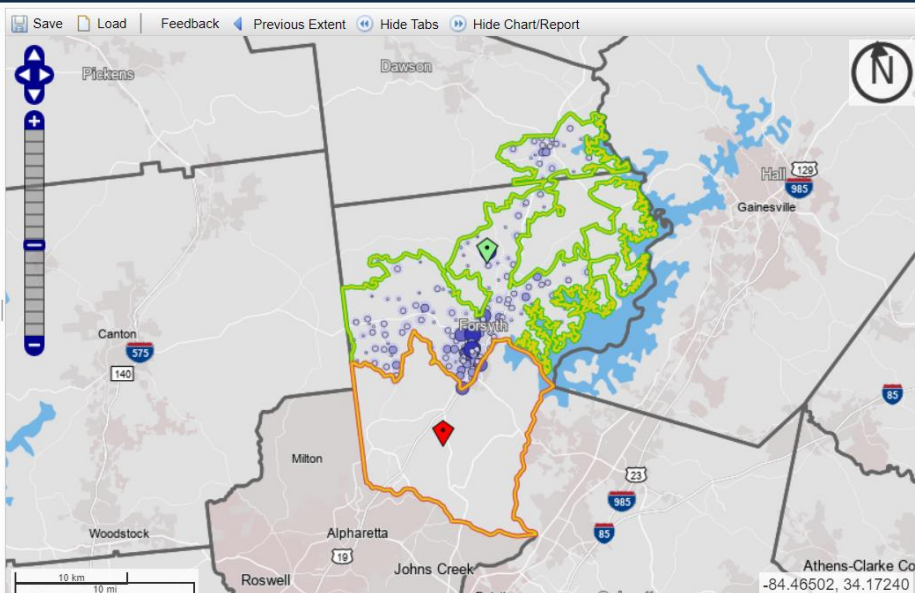 Save Load Feedback Previous Extent Hide Tabs Hide Chart/Report
Pickens
Dawson
N
Hall
129
985
Gainesville
Forsyth
Canton
575
140
85
Milton
23
985
85
Woodstock
Alpharetta
19
Johns Creek
Roswell
Athens-Clarke Co
10 km
10 mi
-84.46502, 34.17240